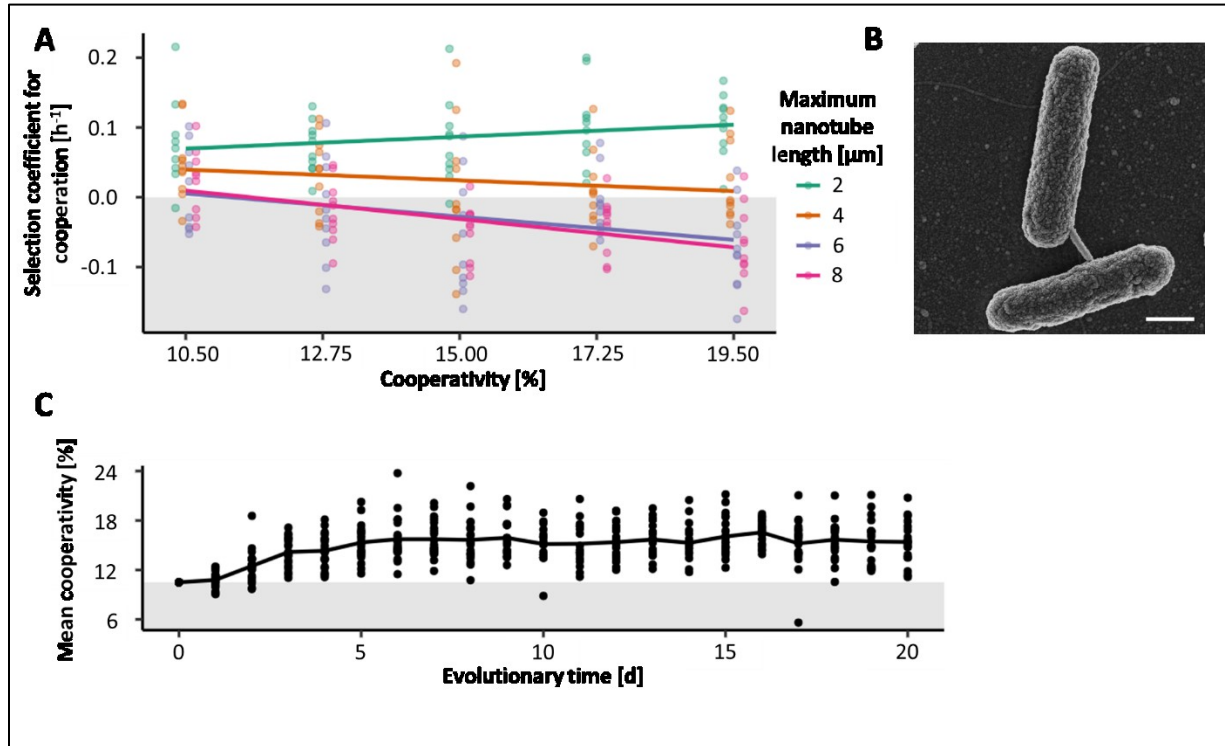 A
Selection coefficient for
cooperation [h-1]
0.2
0.1
0.0
-0.1
10.50 12.75 15.00 17.25 19.50
Cooperativity [%]
Maximum
nanotube
length [µm]
2
4
6
8
B
C
Mean cooperativity [%]
24
18
12
6
0 5 10 15 20
Evolutionary time [d]